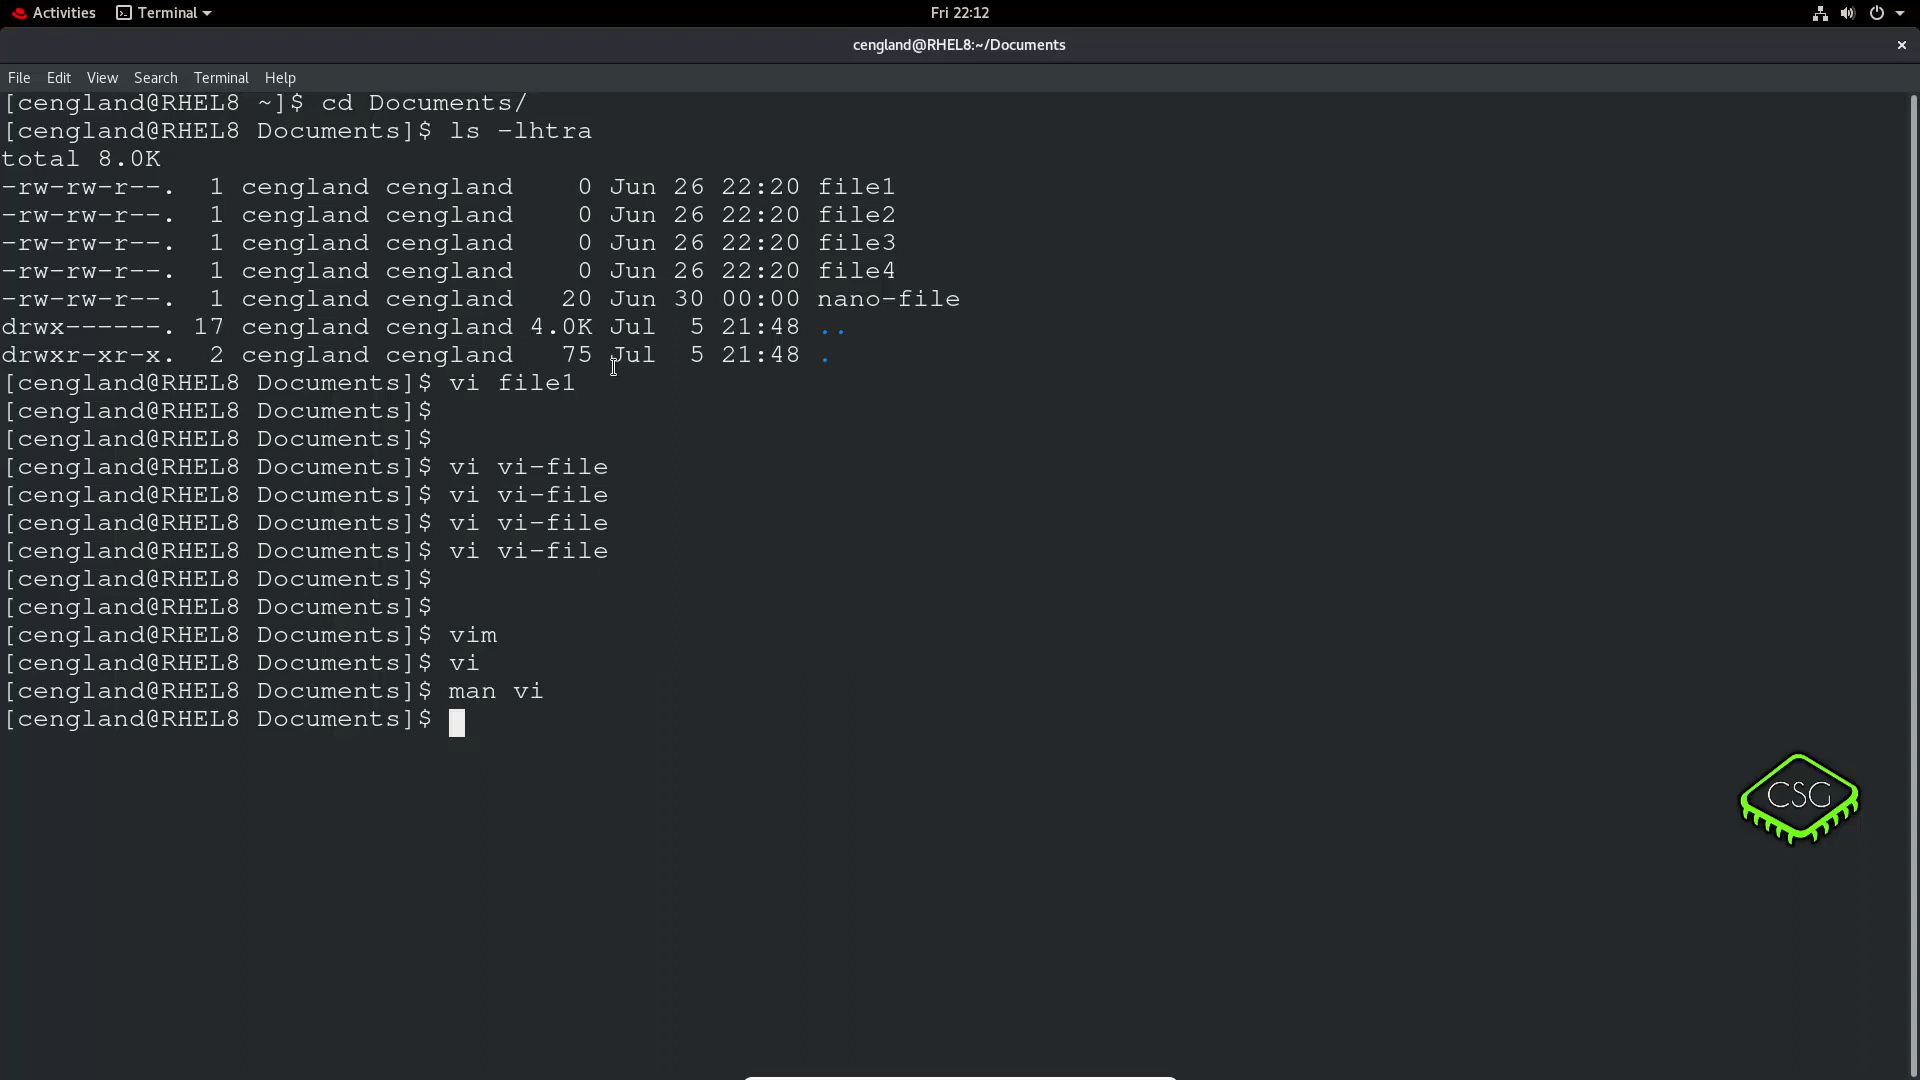 Activities Terminal Fri 22:12
cengland@RHEL8:~/Documents ×
File Edit View Search Terminal Help
[cengland@RHEL8 ~]$ cd Documents/
[cengland@RHEL8 Documents]$ ls -lhtra
total 8.0K
-rw-rw-r--. 1 cengland cengland 0 Jun 26 22:20 file1
-rw-rw-r--. 1 cengland cengland 0 Jun 26 22:20 file2
-rw-rw-r--. 1 cengland cengland 0 Jun 26 22:20 file3
-rw-rw-r--. 1 cengland cengland 0 Jun 26 22:20 file4
-rw-rw-r--. 1 cengland cengland 20 Jun 30 00:00 nano-file
drwx------. 17 cengland cengland 4.0K Jul 5 21:48 ..
drwxr-xr-x. 2 cengland cengland 75 Jul 5 21:48 .
[cengland@RHEL8 Documents]$ vi file1
[cengland@RHEL8 Documents]$
[cengland@RHEL8 Documents]$
[cengland@RHEL8 Documents]$ vi vi-file
[cengland@RHEL8 Documents]$ vi vi-file
[cengland@RHEL8 Documents]$ vi vi-file
[cengland@RHEL8 Documents]$ vi vi-file
[cengland@RHEL8 Documents]$
[cengland@RHEL8 Documents]$
[cengland@RHEL8 Documents]$ vim
[cengland@RHEL8 Documents]$ vi
[cengland@RHEL8 Documents]$ man vi
[cengland@RHEL8 Documents]$
CSG